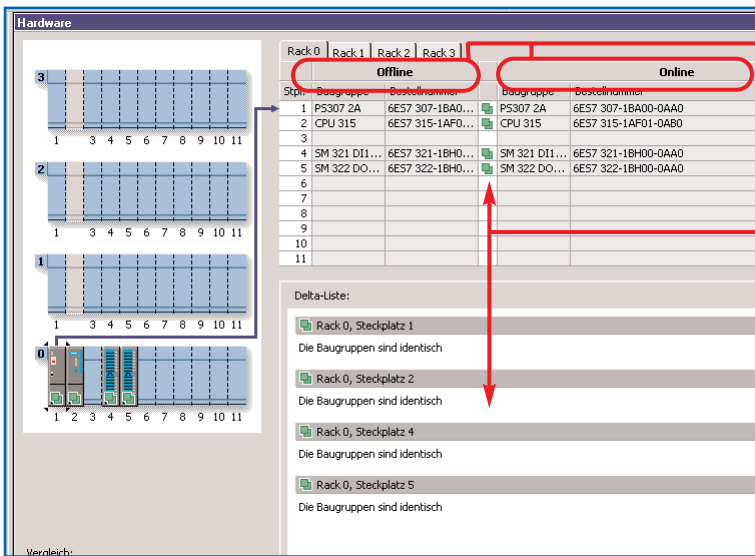 Hardware
Rack 0 Rack 1 Rack 2 Rack 3
Offline Online
Stpl. Baugruppe Bestellnummer Baugruppe Bestellnummer
1 PS307 2A 6ES7 307-1BA0... PS307 2A 6ES7 307-1BA00-0AA0
2 CPU 315 6ES7 315-1AF0... CPU 315 6ES7 315-1AF01-0AB0
3
4 SM 321 DI1... 6ES7 321-1BH0... SM 321 DI1... 6ES7 321-1BH00-0AA0
5 SM 322 DO... 6ES7 322-1BH0... SM 322 DO... 6ES7 322-1BH00-0AA0
6
7
8
9
10
11
3
1 3 4 5 6 7 8 9 10 11
2
1 3 4 5 6 7 8 9 10 11
1
1 3 4 5 6 7 8 9 10 11
0
1 2 3 4 5 6 7 8 9 10 11
Delta-Liste:
Rack 0, Steckplatz 1
Die Baugruppen sind identisch
Rack 0, Steckplatz 2
Die Baugruppen sind identisch
Rack 0, Steckplatz 4
Die Baugruppen sind identisch
Rack 0, Steckplatz 5
Die Baugruppen sind identisch
Vergleich: